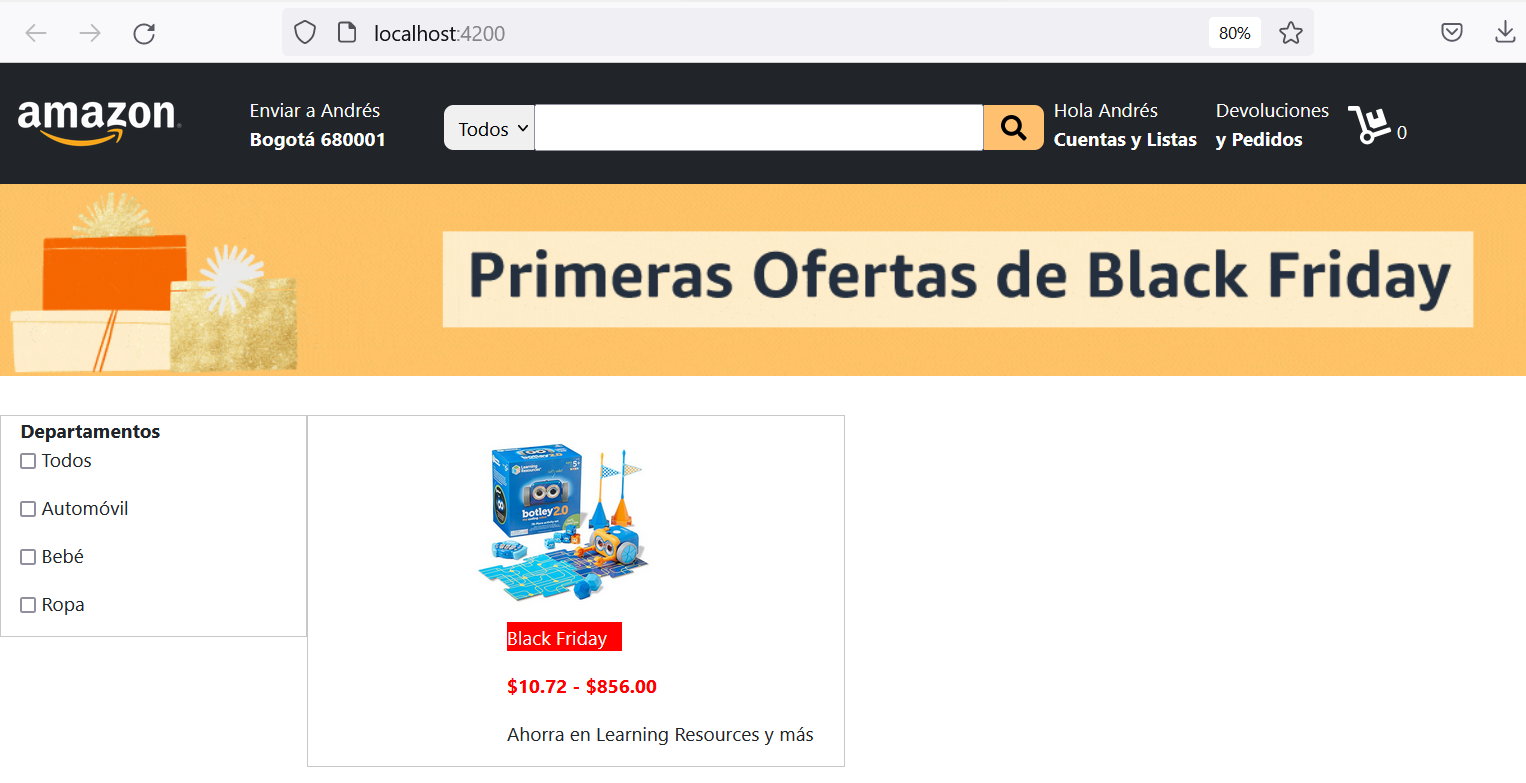 localhost:4200
80%
amazon
Enviar a Andrés
Bogotá 680001
Todos
Hola Andrés
Cuentas y Listas
Devoluciones
y Pedidos
0
Primeras Ofertas de Black Friday
Departamentos
Todos
Automóvil
Bebé
Ropa
Learning
Resources
5+
botley 2.0
Black Friday
$10.72 - $856.00
Ahorra en Learning Resources y más